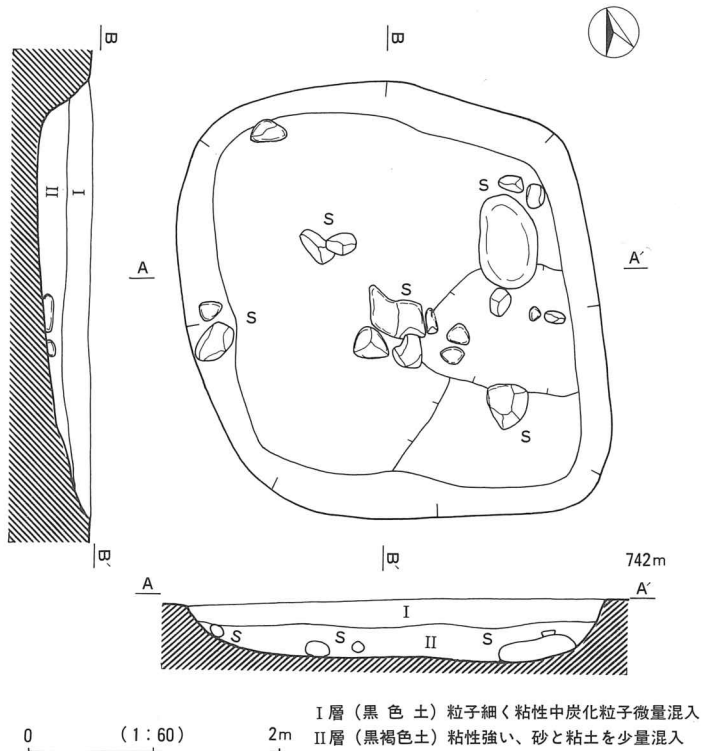 B
B
Ⅱ
Ⅰ
S
S
A
A′
S
S
S
B′
B′
742m
A
A′
Ⅰ
S
S
Ⅱ
S
Ⅰ層（黒 色 土）粒子細く粘性中炭化粒子微量混入
Ⅱ層（黒褐色土）粘性強い、砂と粘土を少量混入
0 （1：60） 2m